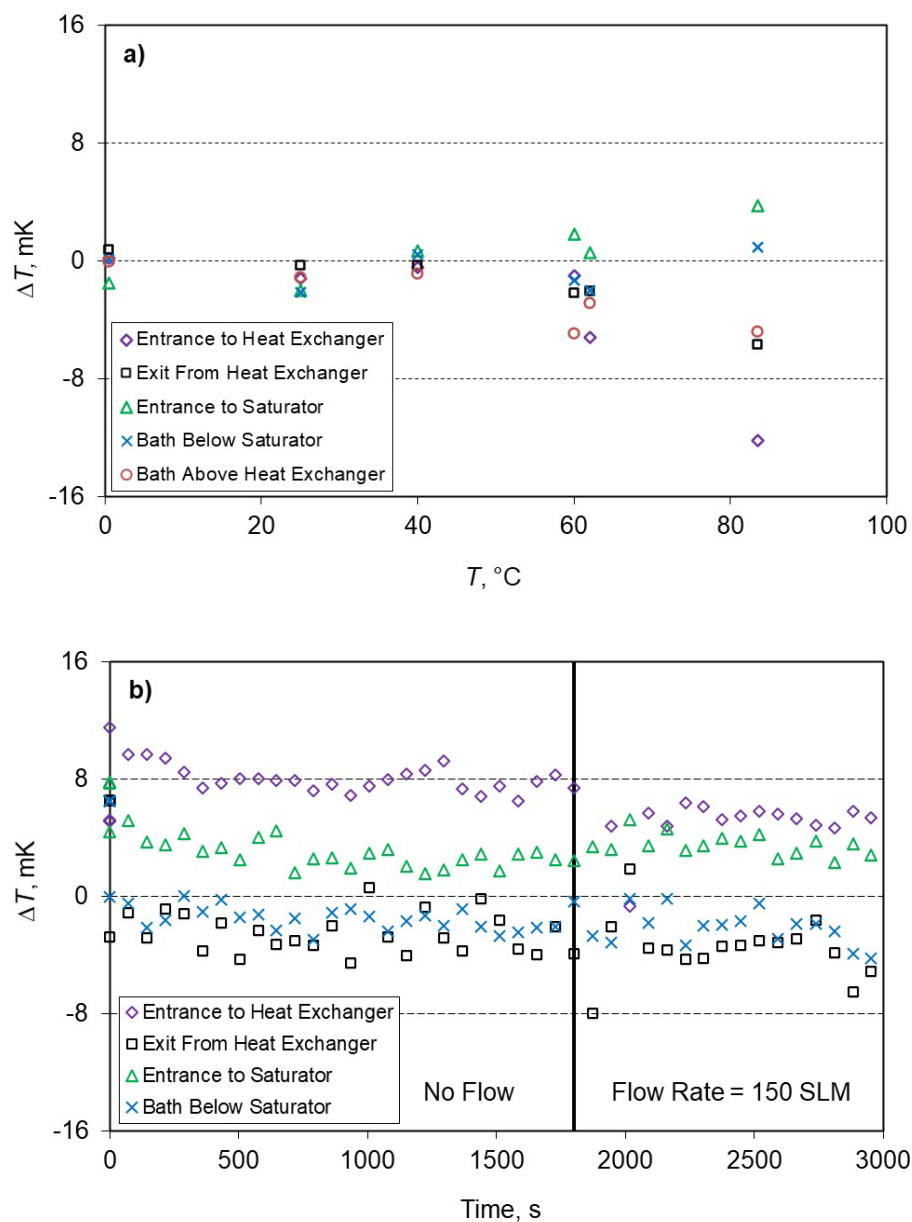 16
a)
8
0
-8
-16
ΔT, mK
Entrance to Heat Exchanger
Exit From Heat Exchanger
Entrance to Saturator
Bath Below Saturator
Bath Above Heat Exchanger
0 20 40 60 80 100
T, °C
16
b)
8
0
-8
-16
ΔT, mK
Entrance to Heat Exchanger
Exit From Heat Exchanger
Entrance to Saturator
Bath Below Saturator
No Flow
Flow Rate = 150 SLM
0 500 1000 1500 2000 2500 3000
Time, s